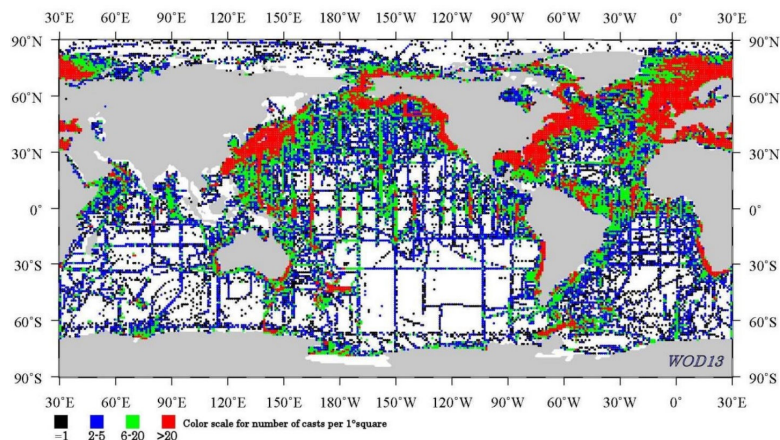 30°E 60°E 90°E 120°E 150°E 180° 150°W 120°W 90°W 60°W 30°W 0° 30°E
90°N 90°N
60°N 60°N
30°N 30°N
0° 0°
30°S 30°S
60°S 60°S
WOD13
90°S 90°S
30°E 60°E 90°E 120°E 150°E 180° 150°W 120°W 90°W 60°W 30°W 0° 30°E
Color scale for number of casts per 1°square
=1 2-5 6-20 >20